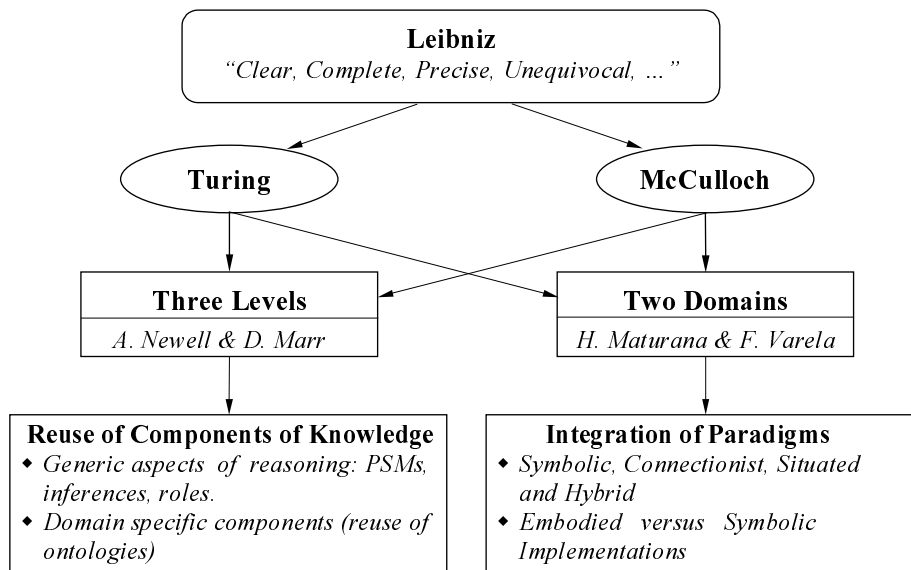 Leibniz
“Clear, Complete, Precise, Unequivocal, ...”
Turing
McCulloch
Three Levels
A. Newell & D. Marr
Two Domains
H. Maturana & F. Varela
Reuse of Components of Knowledge
◆ Generic aspects of reasoning: PSMs,
inferences, roles.
◆ Domain specific components (reuse of
ontologies)
Integration of Paradigms
◆ Symbolic, Connectionist, Situated
and Hybrid
◆ Embodied versus Symbolic
Implementations